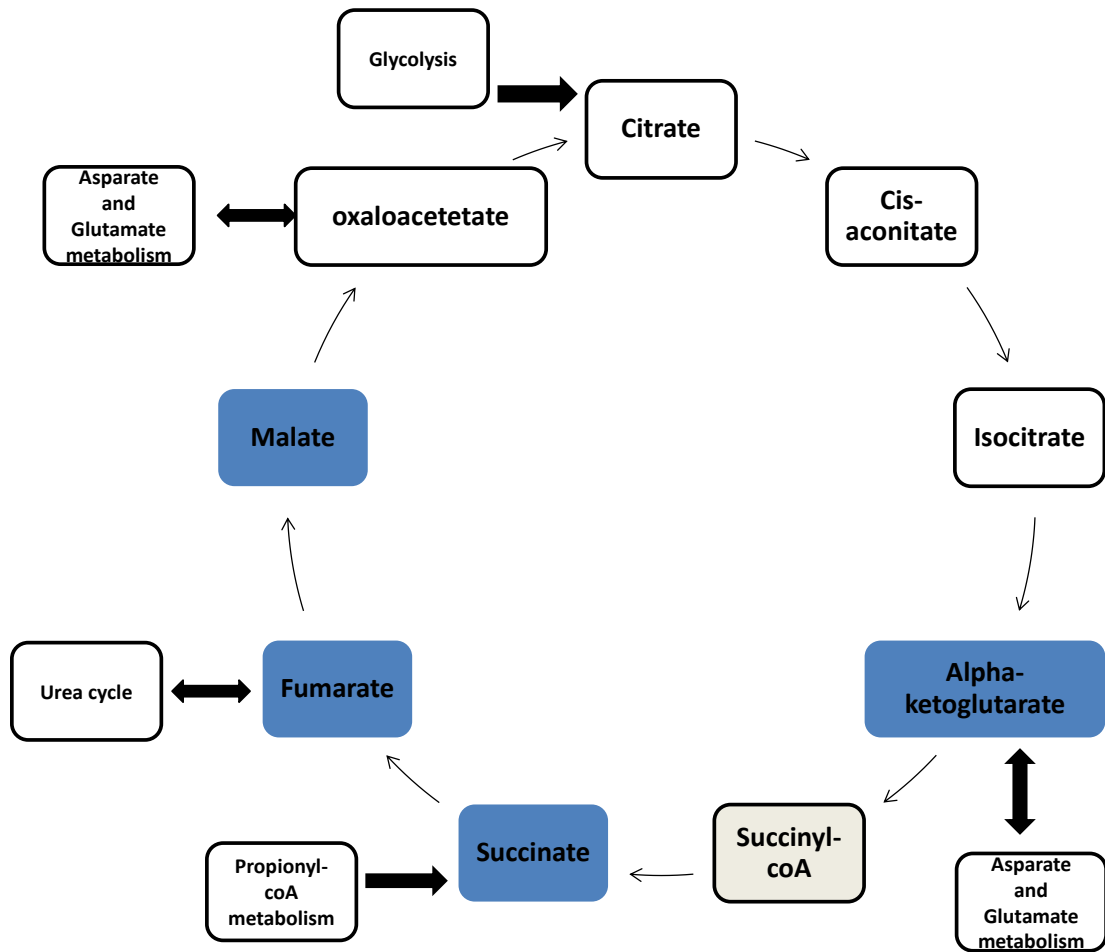 Glycolysis
Citrate
Asparate
and
Glutamate
metabolism
oxaloacetetate
Cis-
aconitate
Malate
Isocitrate
Urea cycle
Fumarate
Alpha-
ketoglutarate
Propionyl-
coA
metabolism
Succinate
Succinyl-
coA
Asparate
and
Glutamate
metabolism